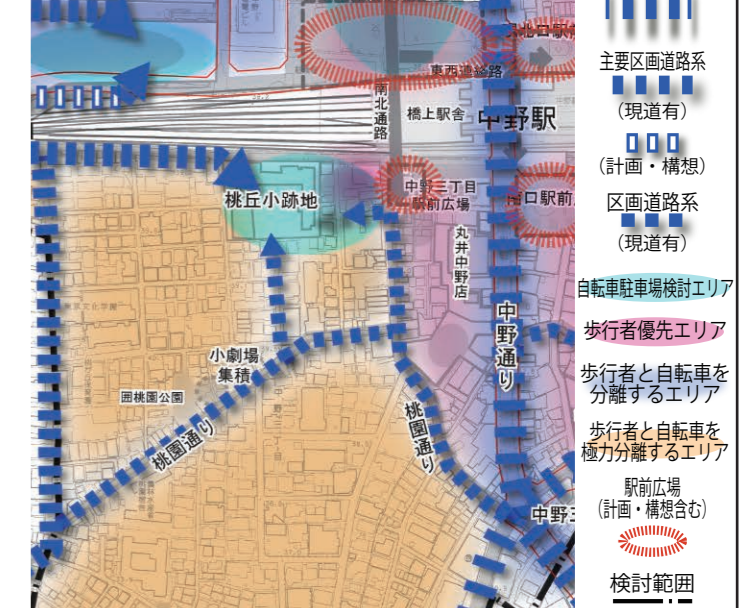 東西連絡路
南北通路
橋上駅舎
中野駅
桃丘小跡地
中野三丁目
駅前広場
口駅前
丸井中野店
中野通り
小劇場
集積
囲桃園公園
中野三丁目
桃園通り
桃園通り
中野三
主要区画道路系
(現道有)
(計画・構想)
区画道路系
(現道有)
自転車駐車場検討エリア
歩行者優先エリア
歩行者と自転車を
分離するエリア
歩行者と自転車を
極力分離するエリア
駅前広場
(計画・構想含む)
検討範囲